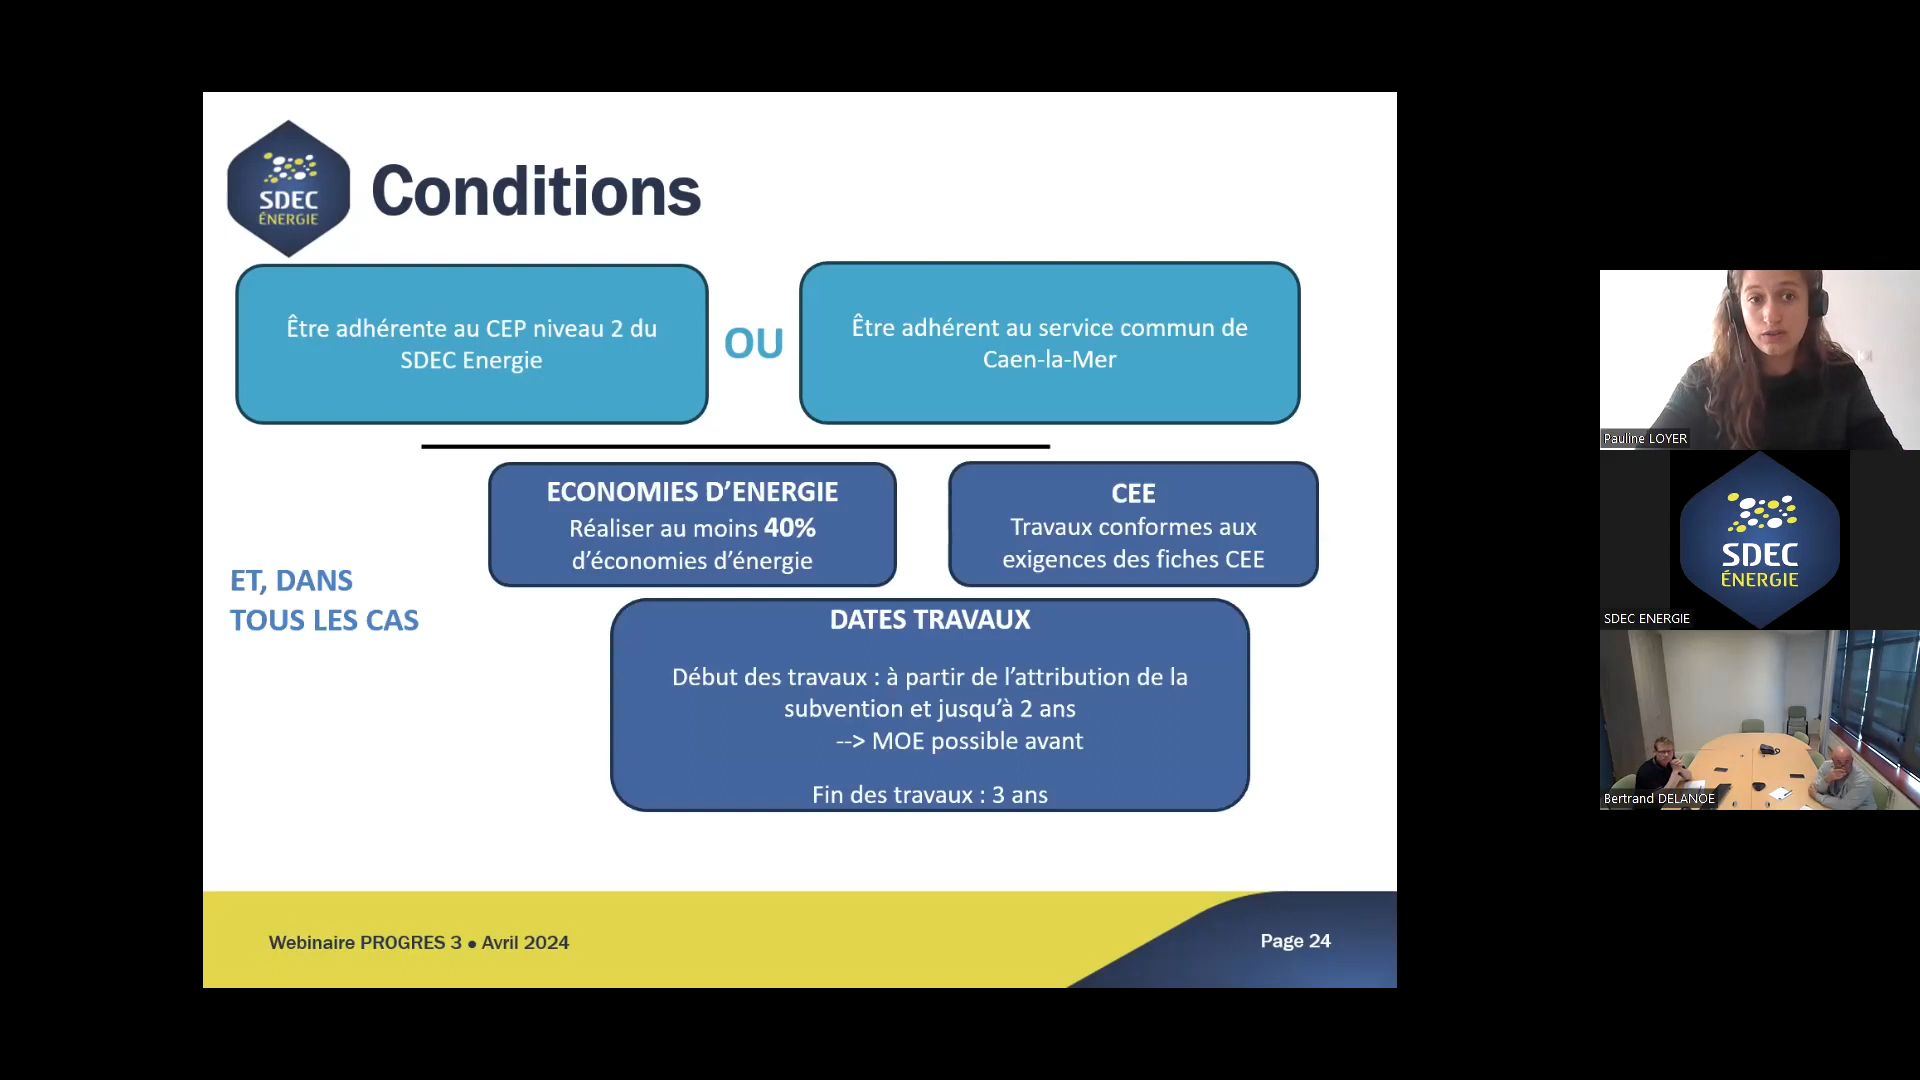 SDEC
ÉNERGIE
Conditions
Être adhérente au CEP niveau 2 du
SDEC Energie
OU
Être adhérent au service commun de
Caen-la-Mer
ET, DANS
TOUS LES CAS
ECONOMIES D’ENERGIE
Réaliser au moins 40%
d’économies d’énergie
CEE
Travaux conformes aux
exigences des fiches CEE
DATES TRAVAUX
Début des travaux : à partir de l’attribution de la
subvention et jusqu’à 2 ans
--> MOE possible avant
Fin des travaux : 3 ans
Webinaire PROGRES 3 ● Avril 2024
Page 24
Pauline LOYER
SDEC
ÉNERGIE
SDEC ENERGIE
Bertrand DELANOE